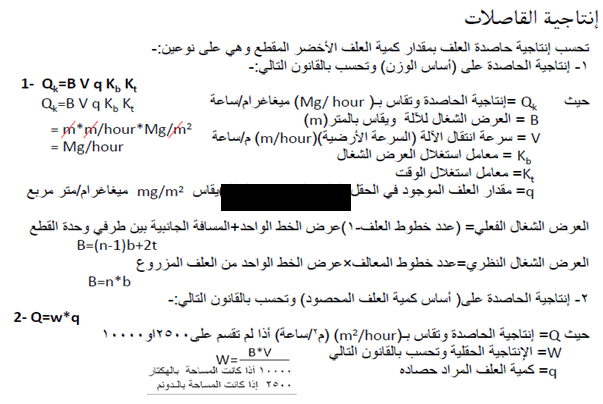 إنتاجية القاصلات
تحسب إنتاجية حاصدة العلف بمقدار كمية العلف الأخضر المقطع وهي على نوعين:-
١- إنتاجية الحاصدة على (أساس الوزن) وتحسب بالقانون التالي:-
1- Qk=B V q Kb Kt
حيث Qk =إنتاجية الحاصدة وتقاس بـ( Mg/ hour) ميغاغرام/ساعة
Qk=B V q Kb Kt
B = العرض الشغال للآلة ويقاس بالمتر(m)
= m*m/hour*Mg/m²
V = سرعة انتقال الآلة (السرعة الأرضية)(m/hour) م/ساعة
= Mg/hour
Kb = معامل استغلال العرض الشغال
Kt= معامل استغلال الوقت
q= مقدار العلف الموجود في الحقل يقاس mg/m² ميغاغرام/متر مربع
العرض الشغال الفعلي= (عدد خطوط العلف-١)عرض الخط الواحد+المسافة الجانبية بين طرفي وحدة القطع
B=(n-1)b+2t
العرض الشغال النظري=عدد خطوط المعالف×عرض الخط الواحد من العلف المزروع
B=n*b
٢- إنتاجية الحاصدة على( أساس كمية العلف المحصود) وتحسب بالقانون التالي:-
2- Q=w*q
حيث Q= إنتاجية الحاصدة وتقاس بـ(m²/hour) (م٢/ساعة) أذا لم تقسم على٢٥٠٠او١٠٠٠٠
W= الإنتاجية الحقلية وتحسب بالقانون التالي
W= B*V
١٠٠٠٠ أذا كانت المساحة بالهكتار
٢٥٠٠ إذا كانت المساحة بالدونم
q= كمية العلف المراد حصاده